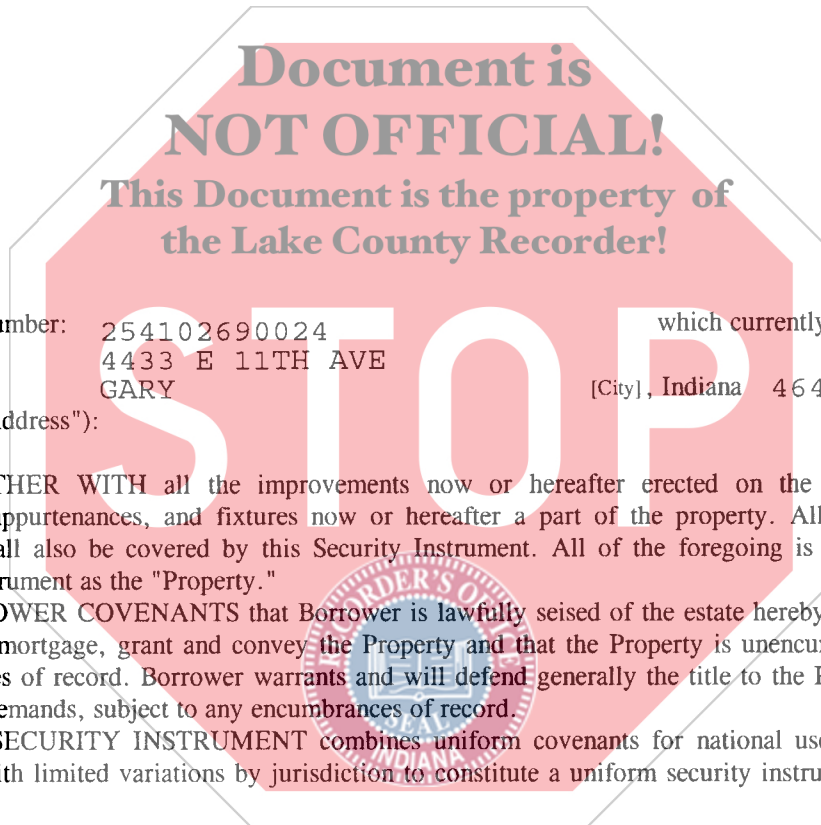 Document is
NOT OFFICIAL!
This Document is the property of
the Lake County Recorder!
STOP
umber: 254102690024 which currently
4433 E 11TH AVE
GARY [City], Indiana 464
ddress"):
THER WITH all the improvements now or hereafter erected on the
appurtenances, and fixtures now or hereafter a part of the property. All
all also be covered by this Security Instrument. All of the foregoing is
rument as the "Property."
OWER COVENANTS that Borrower is lawfully seised of the estate hereby
mortgage, grant and convey the Property and that the Property is unencu
es of record. Borrower warrants and will defend generally the title to the P
emands, subject to any encumbrances of record.
SECURITY INSTRUMENT combines uniform covenants for national us
ith limited variations by jurisdiction to constitute a uniform security instru
RECORDER'S OFFICE
SEAL
INDIANA